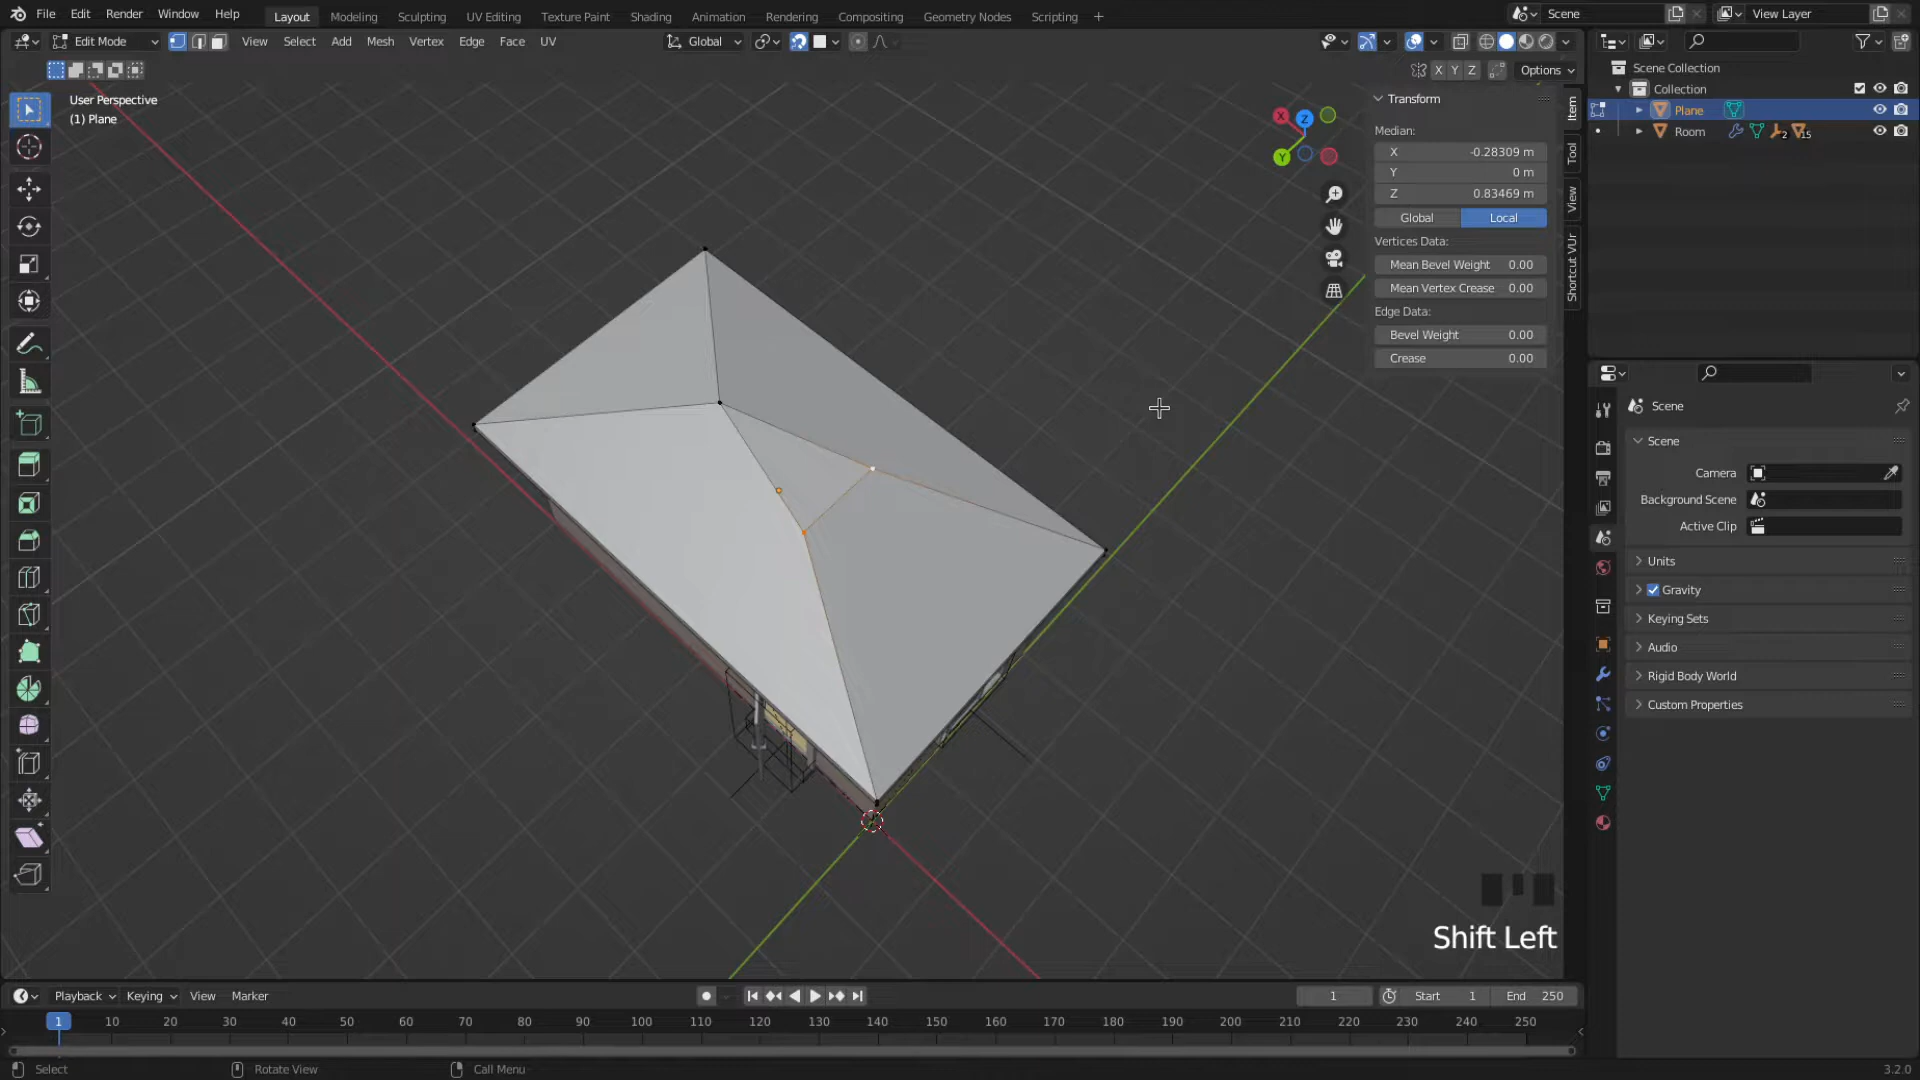 File Edit Render Window Help Layout Modeling Sculpting UV Editing Texture Paint Shading Animation Rendering Compositing Geometry Nodes Scripting + Scene View Layer
Edit Mode View Select Add Mesh Vertex Edge Face UV Global
X Y Z Options
User Perspective
(1) Plane
X
Y
Z
Transform
Median:
X -0.28309 m
Y 0 m
Z 0.83469 m
Global Local
Vertices Data:
Mean Bevel Weight 0.00
Mean Vertex Crease 0.00
Edge Data:
Bevel Weight 0.00
Crease 0.00
Item
Tool
View
Shortcut VUr
Scene Collection
Collection
Plane
Room 2 15
Scene
Scene
Camera
Background Scene
Active Clip
Units
Gravity
Keying Sets
Audio
Rigid Body World
Custom Properties
Shift Left
Playback Keying View Marker 1 Start 1 End 250
1 10 20 30 40 50 60 70 80 90 100 110 120 130 140 150 160 170 180 190 200 210 220 230 240 250
Select Rotate View Call Menu 3.2.0